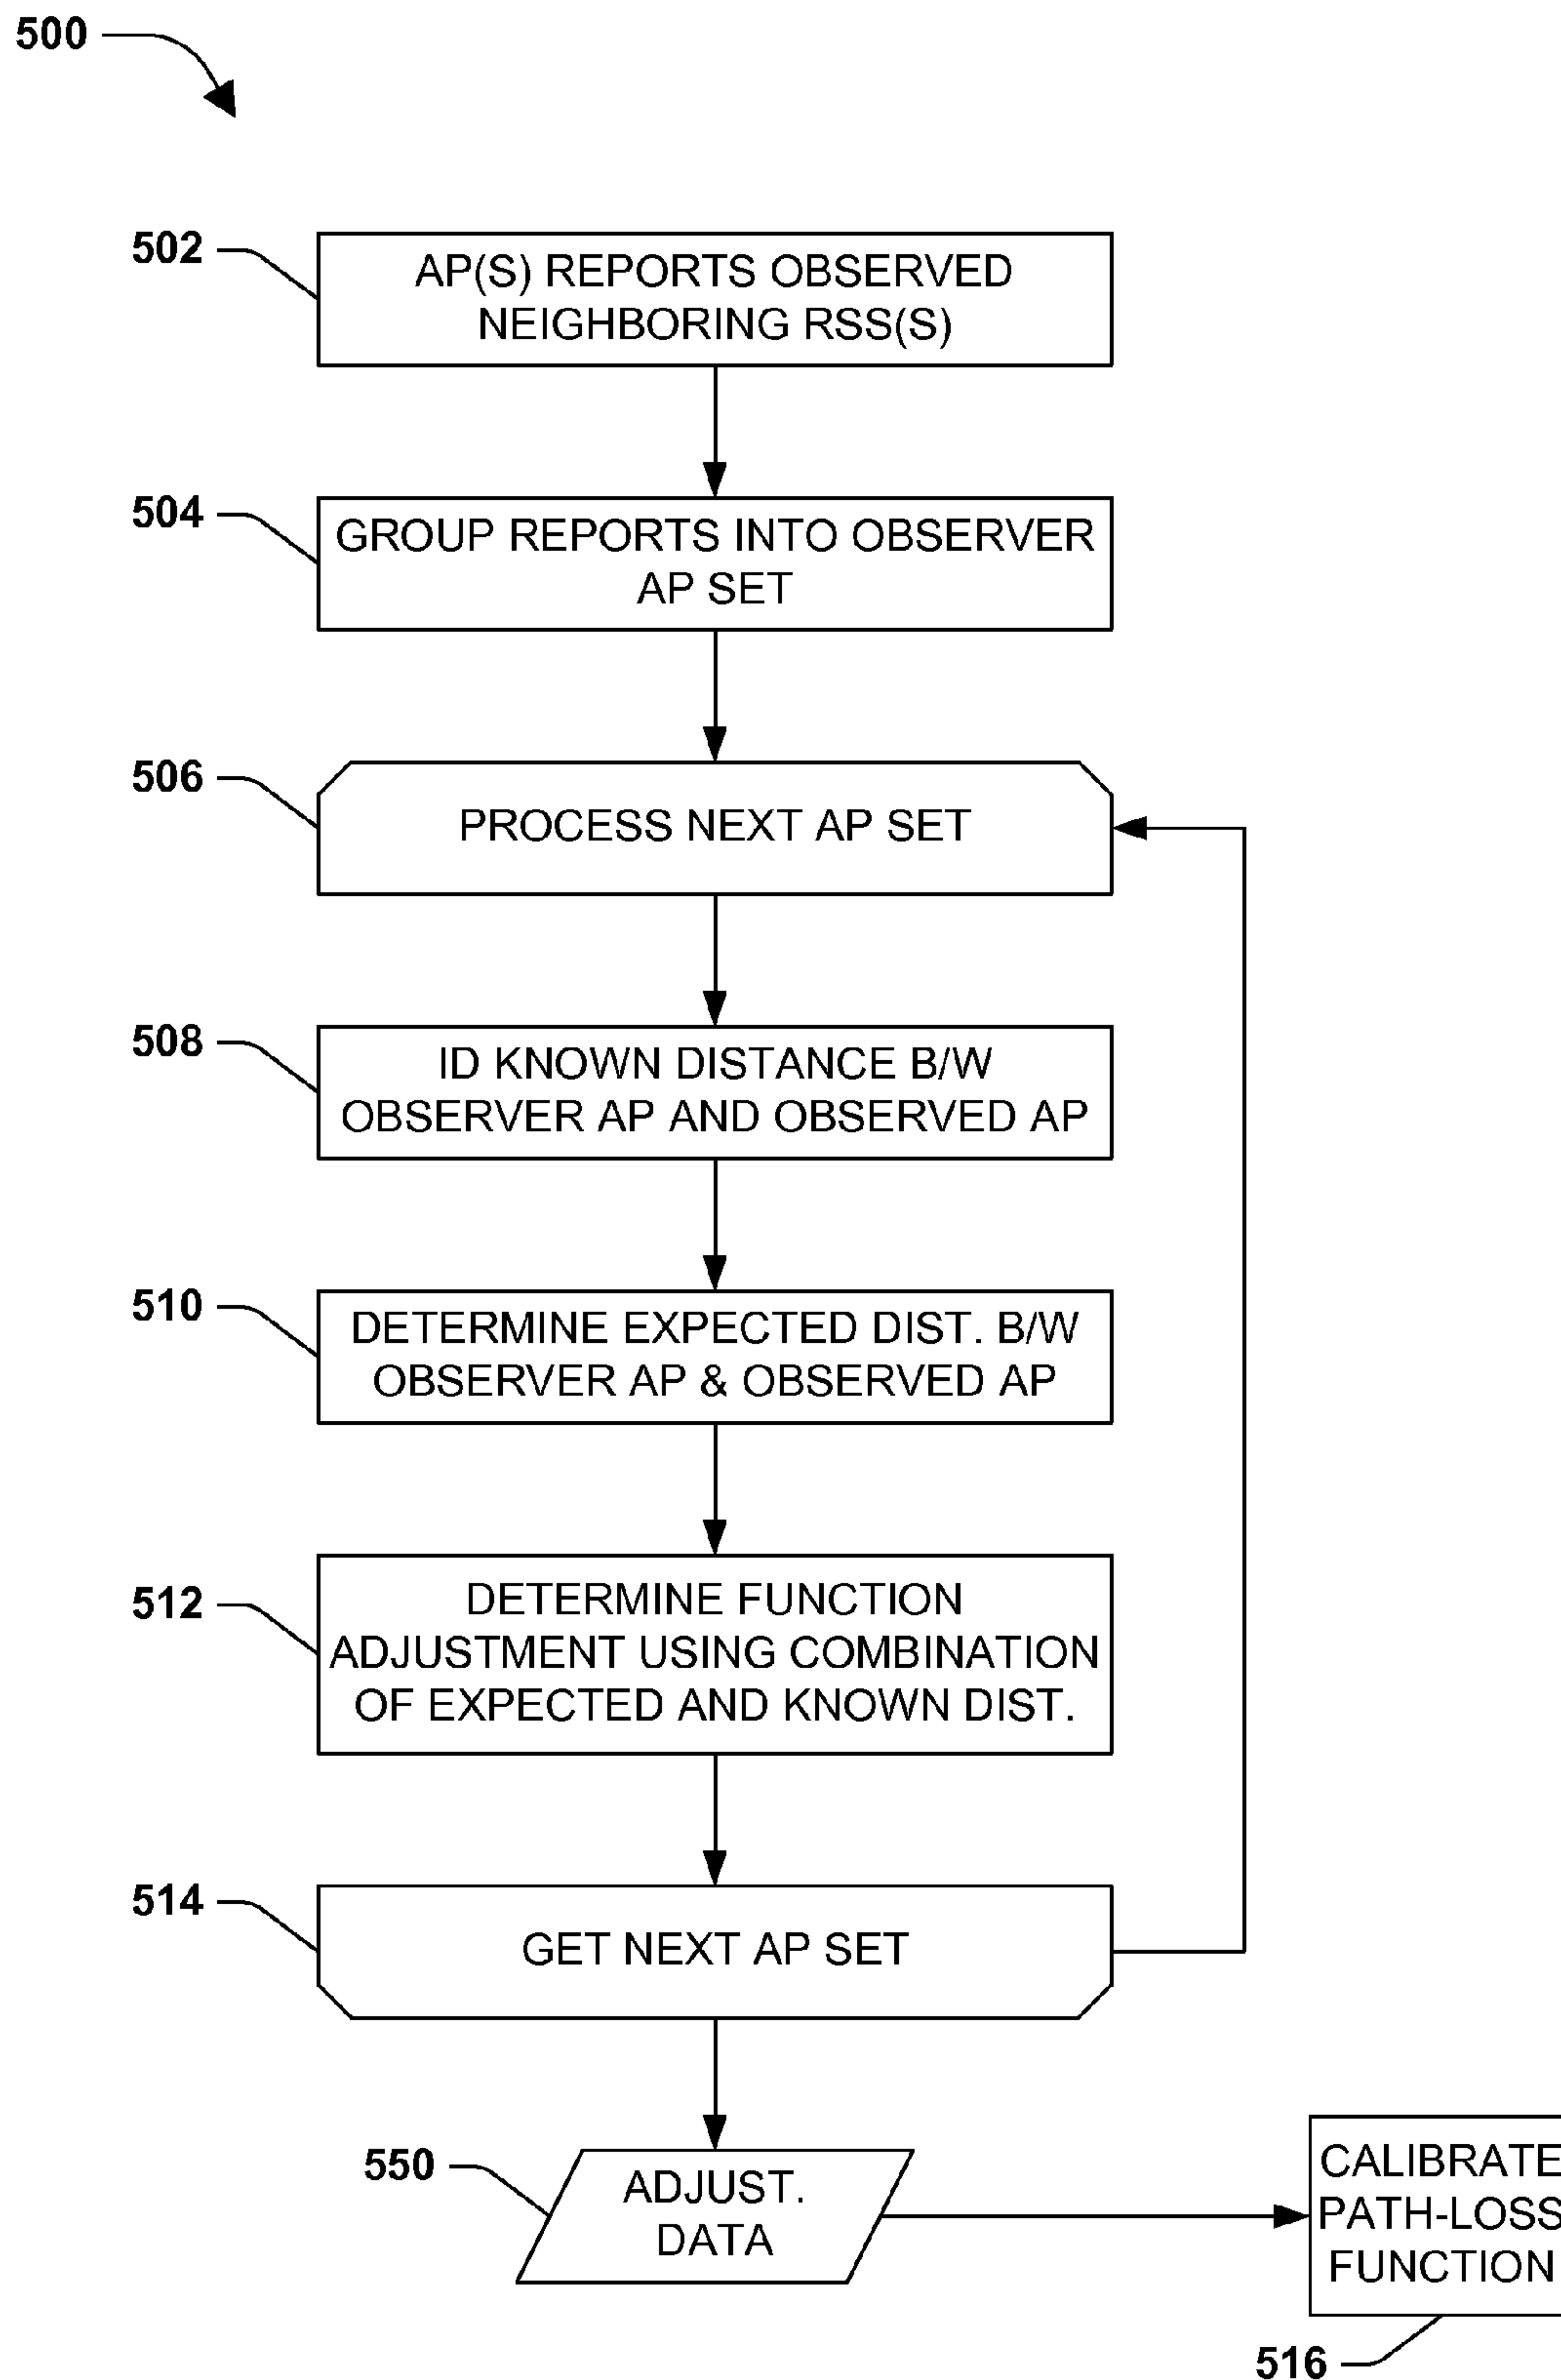 500
502
AP(S) REPORTS OBSERVED
NEIGHBORING RSS(S)
504
GROUP REPORTS INTO OBSERVER
AP SET
506
PROCESS NEXT AP SET
508
ID KNOWN DISTANCE B/W
OBSERVER AP AND OBSERVED AP
510
DETERMINE EXPECTED DIST. B/W
OBSERVER AP & OBSERVED AP
512
DETERMINE FUNCTION
ADJUSTMENT USING COMBINATION
OF EXPECTED AND KNOWN DIST.
514
GET NEXT AP SET
550
ADJUST.
DATA
CALIBRATE
PATH-LOSS
FUNCTION
516